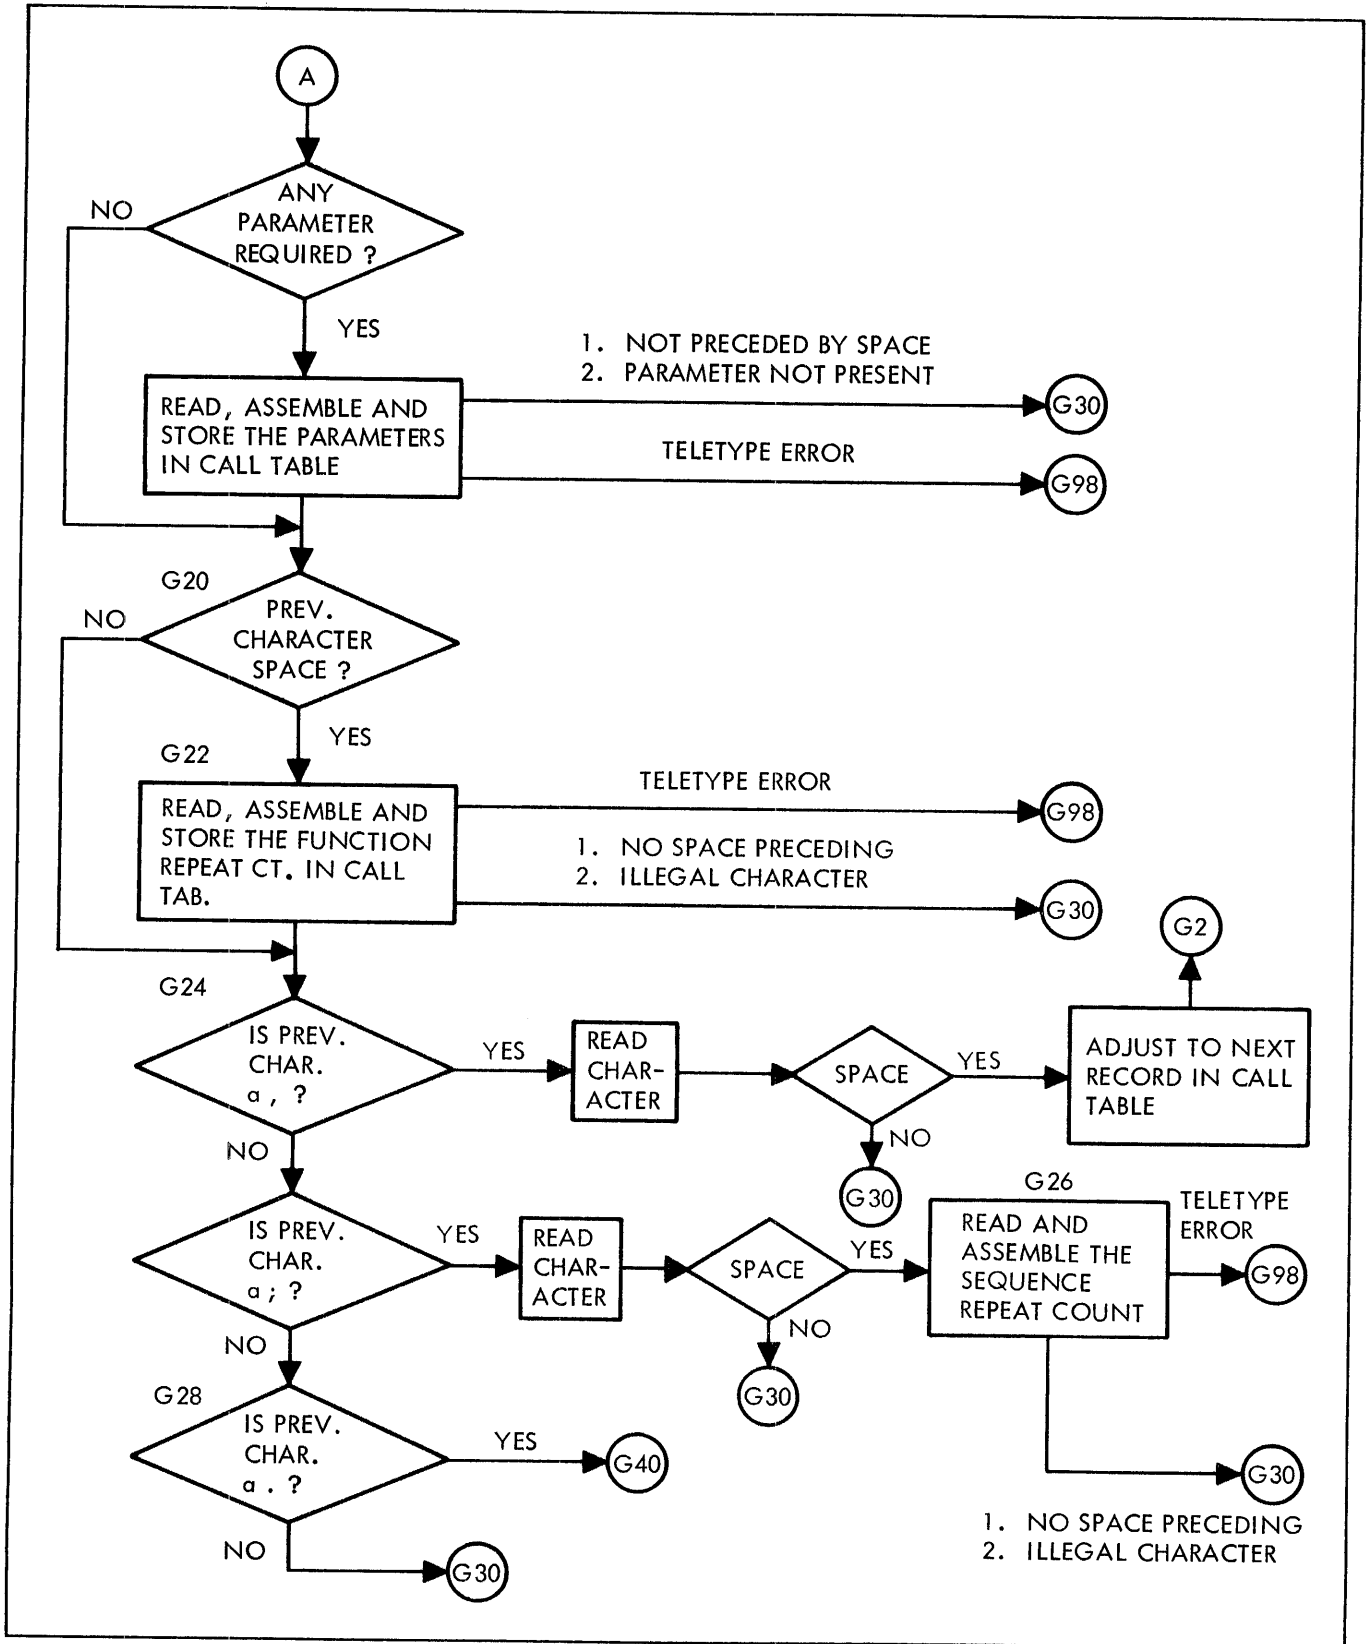 A
ANY
PARAMETER
REQUIRED ?
NO
YES
1. NOT PRECEDED BY SPACE
2. PARAMETER NOT PRESENT
READ, ASSEMBLE AND
STORE THE PARAMETERS
IN CALL TABLE
G30
TELETYPE ERROR
G98
G20
NO
PREV.
CHARACTER
SPACE ?
YES
G22
READ, ASSEMBLE AND
STORE THE FUNCTION
REPEAT CT. IN CALL
TAB.
TELETYPE ERROR
G98
1. NO SPACE PRECEDING
2. ILLEGAL CHARACTER
G30
G2
G24
IS PREV.
CHAR.
a , ?
YES
READ
CHAR-
ACTER
SPACE
YES
ADJUST TO NEXT
RECORD IN CALL
TABLE
NO
G30
NO
IS PREV.
CHAR.
a ; ?
YES
READ
CHAR-
ACTER
SPACE
YES
G26
READ AND
ASSEMBLE THE
SEQUENCE
REPEAT COUNT
TELETYPE
ERROR
G98
NO
G30
NO
G28
IS PREV.
CHAR.
a . ?
YES
G40
G30
1. NO SPACE PRECEDING
2. ILLEGAL CHARACTER
NO
G30